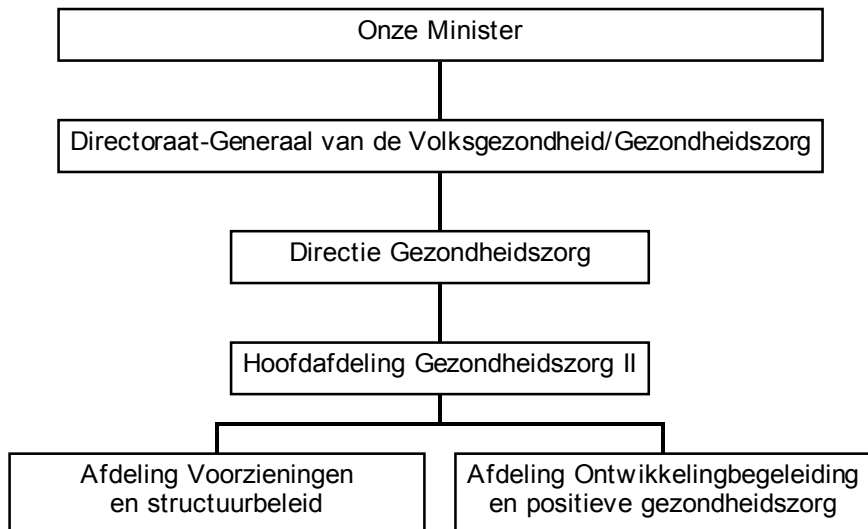 Onze Minister
Directoraat-Generaal van de Volksgezondheid/Gezondheidszorg
Directie Gezondheidszorg
Hoofdafdeling Gezondheidszorg II
Afdeling Voorzieningen
en structuurbeleid
Afdeling Ontwikkelingbegeleiding
en positieve gezondheidszorg